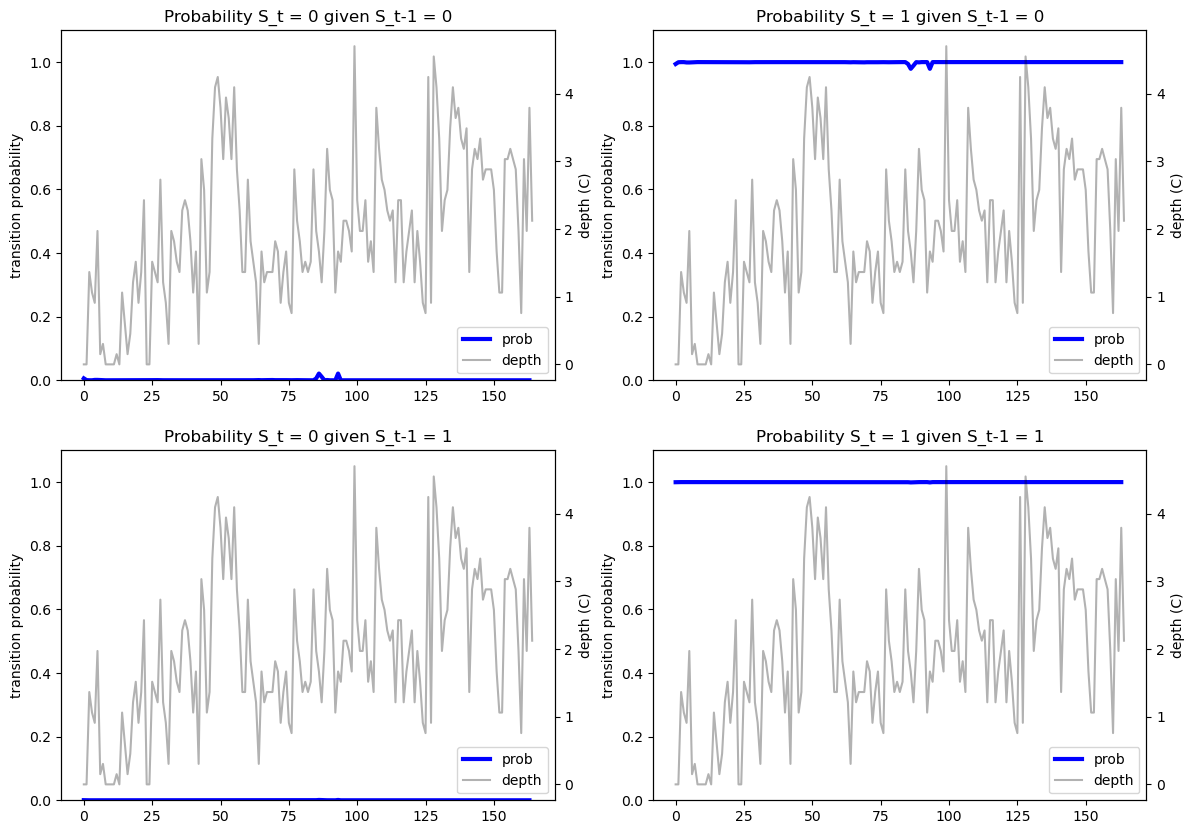 Probability S_t = 0 given S_t-1 = 0
transition probability
1.0
0.8
0.6
0.4
0.2
0.0
4
3
2
1
0
depth (C)
prob
depth
0 25 50 75 100 125 150
Probability S_t = 1 given S_t-1 = 0
transition probability
1.0
0.8
0.6
0.4
0.2
0.0
4
3
2
1
0
depth (C)
prob
depth
0 25 50 75 100 125 150
Probability S_t = 0 given S_t-1 = 1
transition probability
1.0
0.8
0.6
0.4
0.2
0.0
4
3
2
1
0
depth (C)
prob
depth
0 25 50 75 100 125 150
Probability S_t = 1 given S_t-1 = 1
transition probability
1.0
0.8
0.6
0.4
0.2
0.0
4
3
2
1
0
depth (C)
prob
depth
0 25 50 75 100 125 150